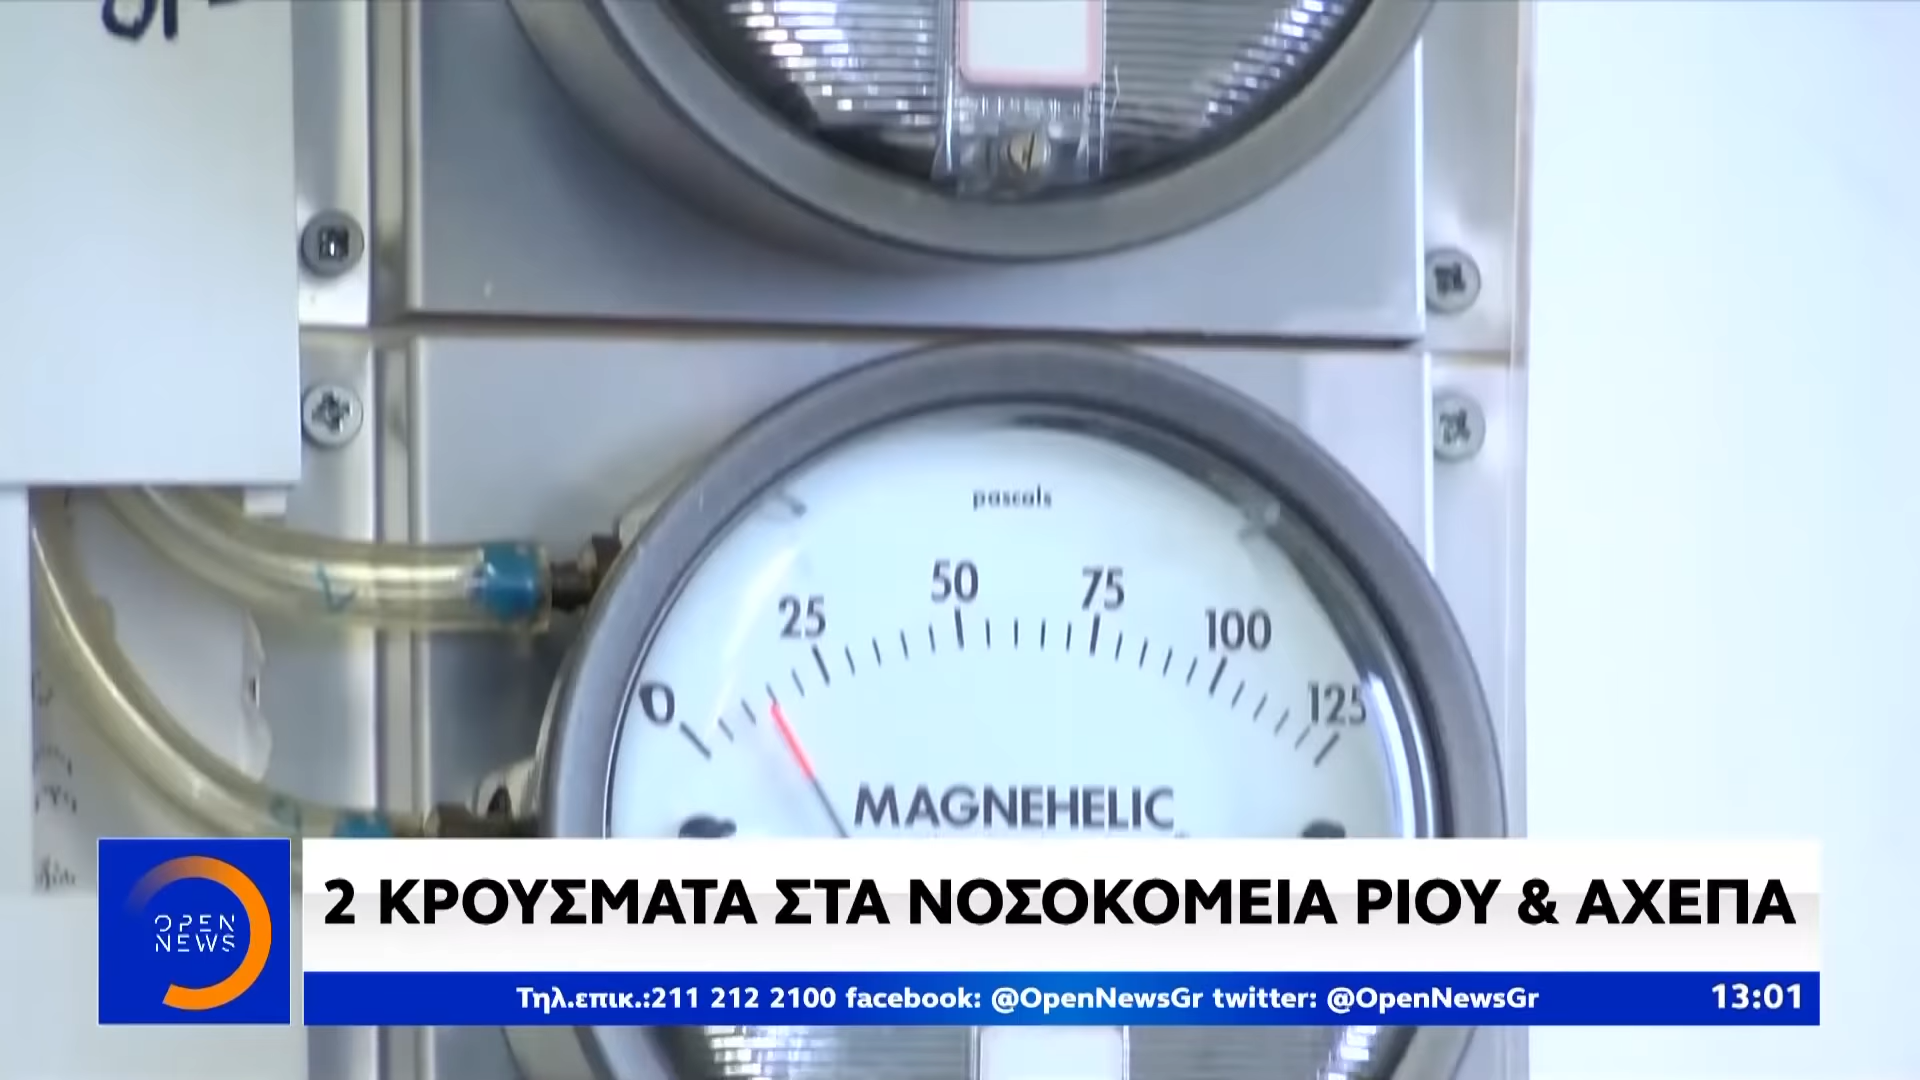 pascals
0 25 50 75 100 125
MAGNEHELIC
OPEN
NEWS
2 ΚΡΟΥΣΜΑΤΑ ΣΤΑ ΝΟΣΟΚΟΜΕΙΑ ΡΙΟΥ & ΑΧΕΠΑ
Τηλ.επικ.:211 212 2100 facebook: @OpenNewsGr twitter: @OpenNewsGr
13:01